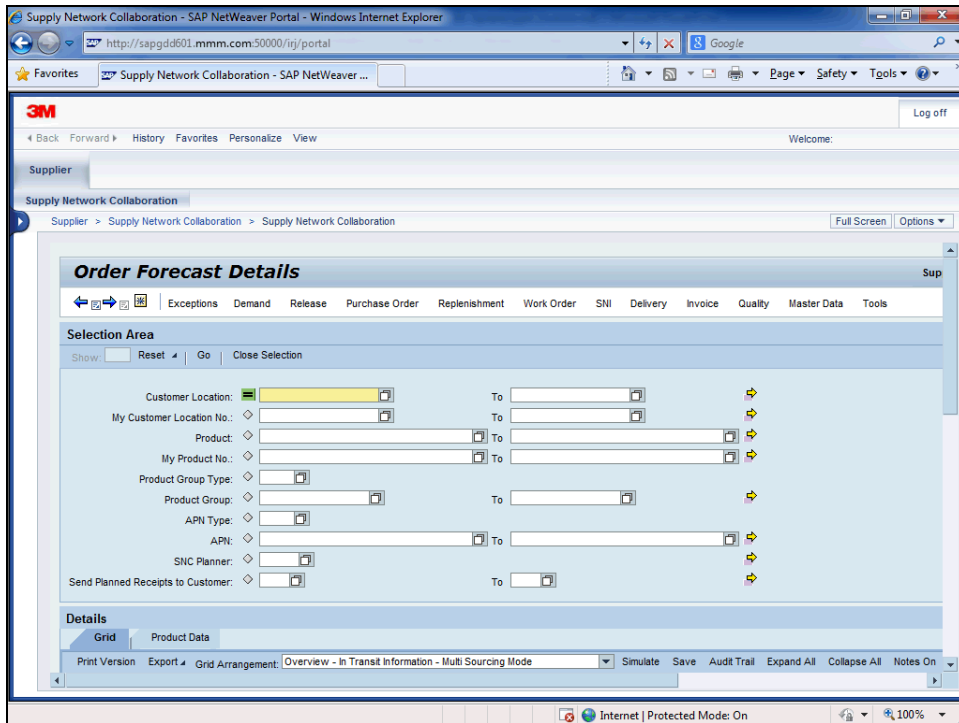 Supply Network Collaboration - SAP NetWeaver Portal - Windows Internet Explorer
http://sapgdd601.mmm.com:50000/irj/portal
Google
Favorites Supply Network Collaboration - SAP NetWeaver ...
Page Safety Tools
3M
Log off
Back Forward History Favorites Personalize View Welcome:
Supplier
Supply Network Collaboration
Supplier > Supply Network Collaboration > Supply Network Collaboration Full Screen Options
Order Forecast Details Sup
Exceptions Demand Release Purchase Order Replenishment Work Order SNI Delivery Invoice Quality Master Data Tools
Selection Area
Show: Reset Go Close Selection
Customer Location: To
My Customer Location No.: To
Product: To
My Product No.: To
Product Group Type:
Product Group: To
APN Type:
APN: To
SNC Planner:
Send Planned Receipts to Customer: To
Details
Grid Product Data
Print Version Export Grid Arrangement: Overview - In Transit Information - Multi Sourcing Mode Simulate Save Audit Trail Expand All Collapse All Notes On
Internet | Protected Mode: On 100%